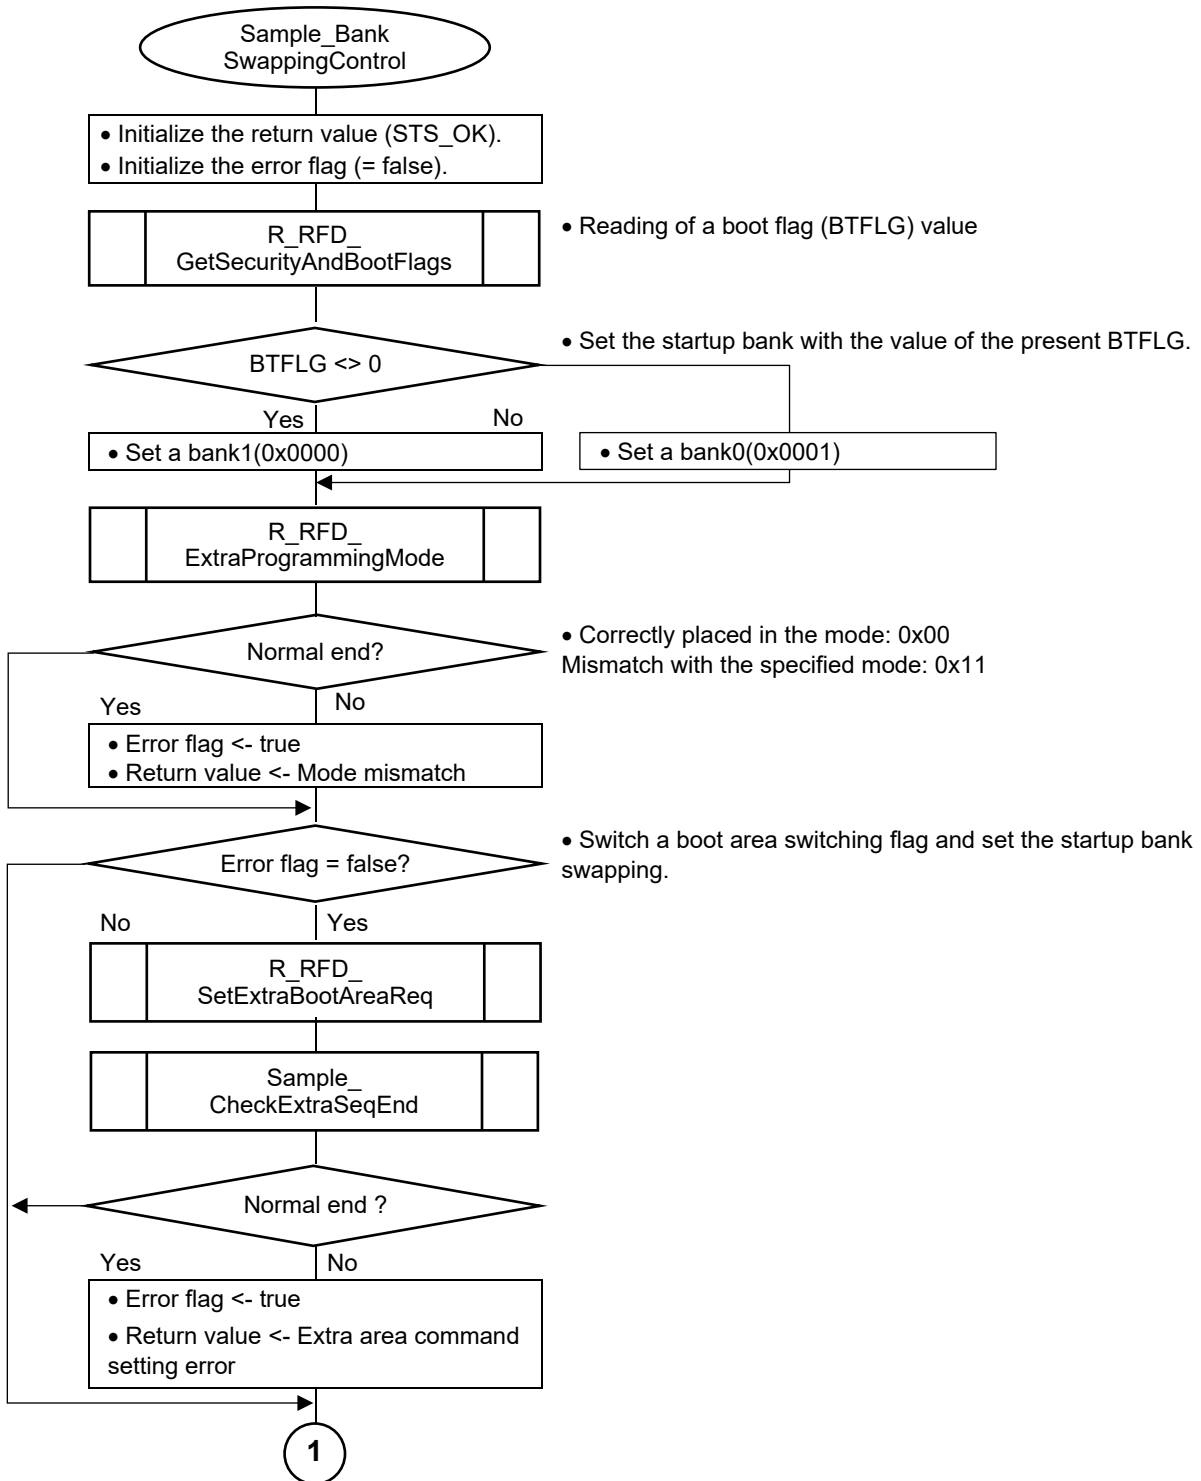 Sample_Bank
SwappingControl
• Initialize the return value (STS_OK).
• Initialize the error flag (= false).
R_RFD_
GetSecurityAndBootFlags
• Reading of a boot flag (BTFLG) value
• Set the startup bank with the value of the present BTFLG.
BTFLG <> 0
Yes
No
• Set a bank1(0x0000)
• Set a bank0(0x0001)
R_RFD_
ExtraProgrammingMode
Normal end?
• Correctly placed in the mode: 0x00
Mismatch with the specified mode: 0x11
Yes
No
• Error flag <- true
• Return value <- Mode mismatch
Error flag = false?
• Switch a boot area switching flag and set the startup bank
swapping.
No
Yes
R_RFD_
SetExtraBootAreaReq
Sample_
CheckExtraSeqEnd
Normal end ?
Yes
No
• Error flag <- true
• Return value <- Extra area command
setting error
1